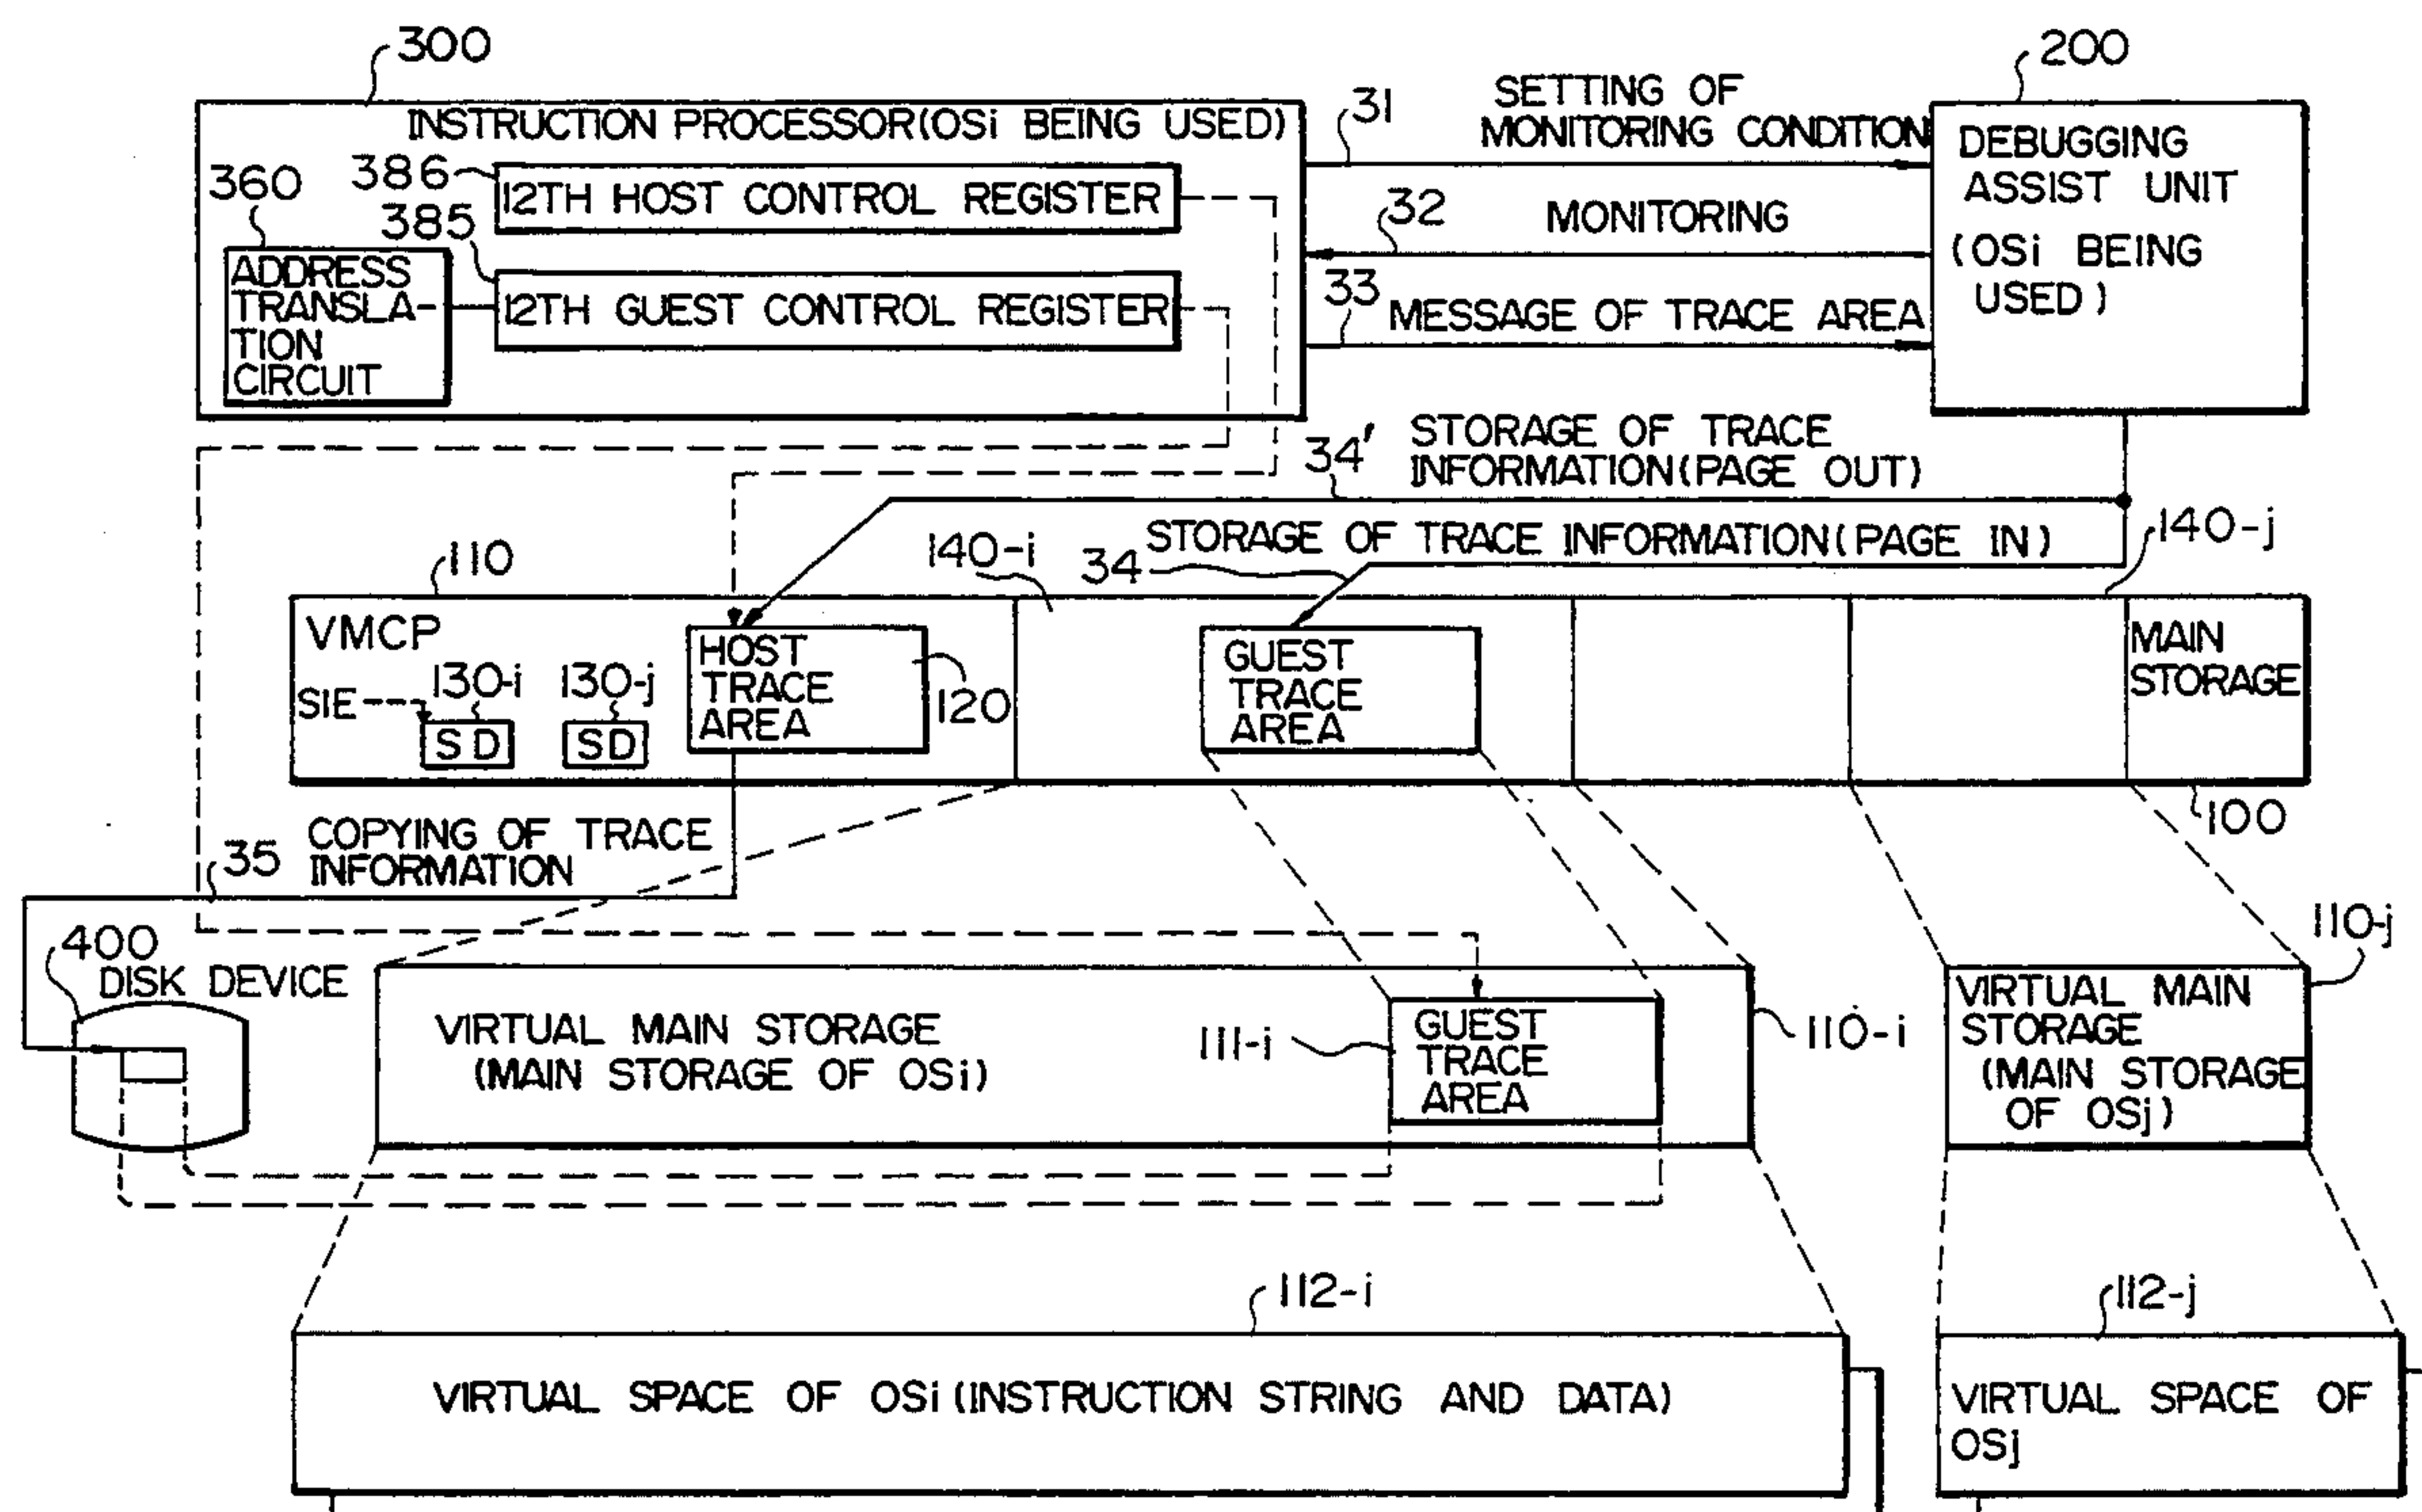 300
INSTRUCTION PROCESSOR(OSi BEING USED)
386
12TH HOST CONTROL REGISTER
360
385
ADDRESS
TRANSLA-
TION
CIRCUIT
12TH GUEST CONTROL REGISTER
31
SETTING OF
MONITORING CONDITION
32
MONITORING
33
MESSAGE OF TRACE AREA
200
DEBUGGING
ASSIST UNIT
(OSi BEING
USED)
34'
STORAGE OF TRACE
INFORMATION(PAGE OUT)
34
STORAGE OF TRACE INFORMATION(PAGE IN)
110
140-i
140-j
VMCP
SIE
130-i
130-j
SD
SD
HOST
TRACE
AREA
120
GUEST
TRACE
AREA
MAIN
STORAGE
100
35
COPYING OF TRACE
INFORMATION
400
DISK DEVICE
VIRTUAL MAIN STORAGE
(MAIN STORAGE OF OSi)
111-i
GUEST
TRACE
AREA
110-i
110-j
VIRTUAL MAIN
STORAGE
(MAIN STORAGE
OF OSj)
112-i
VIRTUAL SPACE OF OSi (INSTRUCTION STRING AND DATA)
112-j
VIRTUAL SPACE OF
OSj